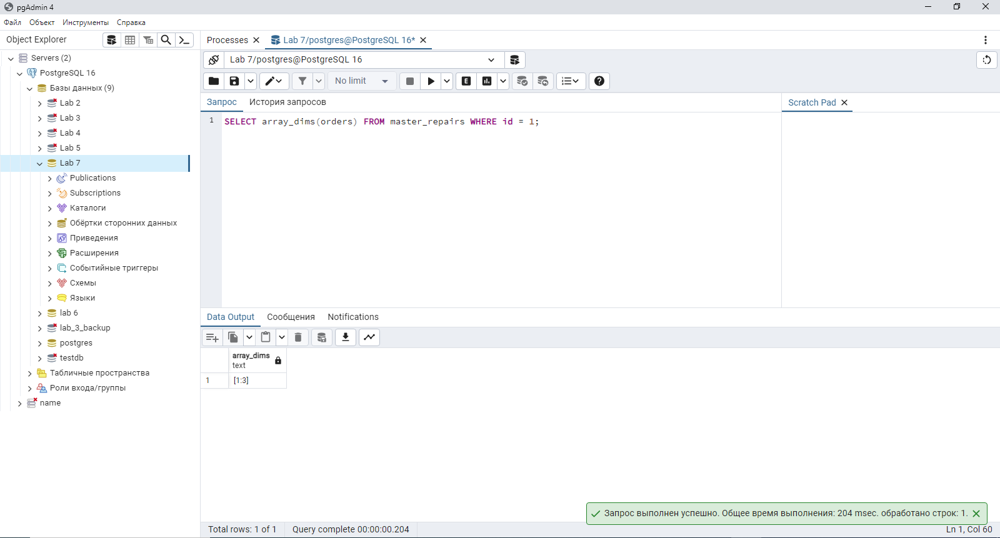 pgAdmin 4
Файл Объект Инструменты Справка
Object Explorer
Servers (2)
PostgreSQL 16
Базы данных (9)
Lab 2
Lab 3
Lab 4
Lab 5
Lab 7
Publications
Subscriptions
Каталоги
Обёртки сторонних данных
Приведения
Расширения
Событийные триггеры
Схемы
Языки
lab 6
lab_3_backup
postgres
testdb
Табличные пространства
Роли входа/группы
name
Processes
Lab 7/postgres@PostgreSQL 16*
Lab 7/postgres@PostgreSQL 16
No limit
E
Запрос История запросов
Scratch Pad
1 SELECT array_dims(orders) FROM master_repairs WHERE id = 1;
Data Output Сообщения Notifications
array_dims
text
1 [1:3]
Запрос выполнен успешно. Общее время выполнения: 204 msec. обработано строк: 1.
Total rows: 1 of 1 Query complete 00:00:00.204
Ln 1, Col 60